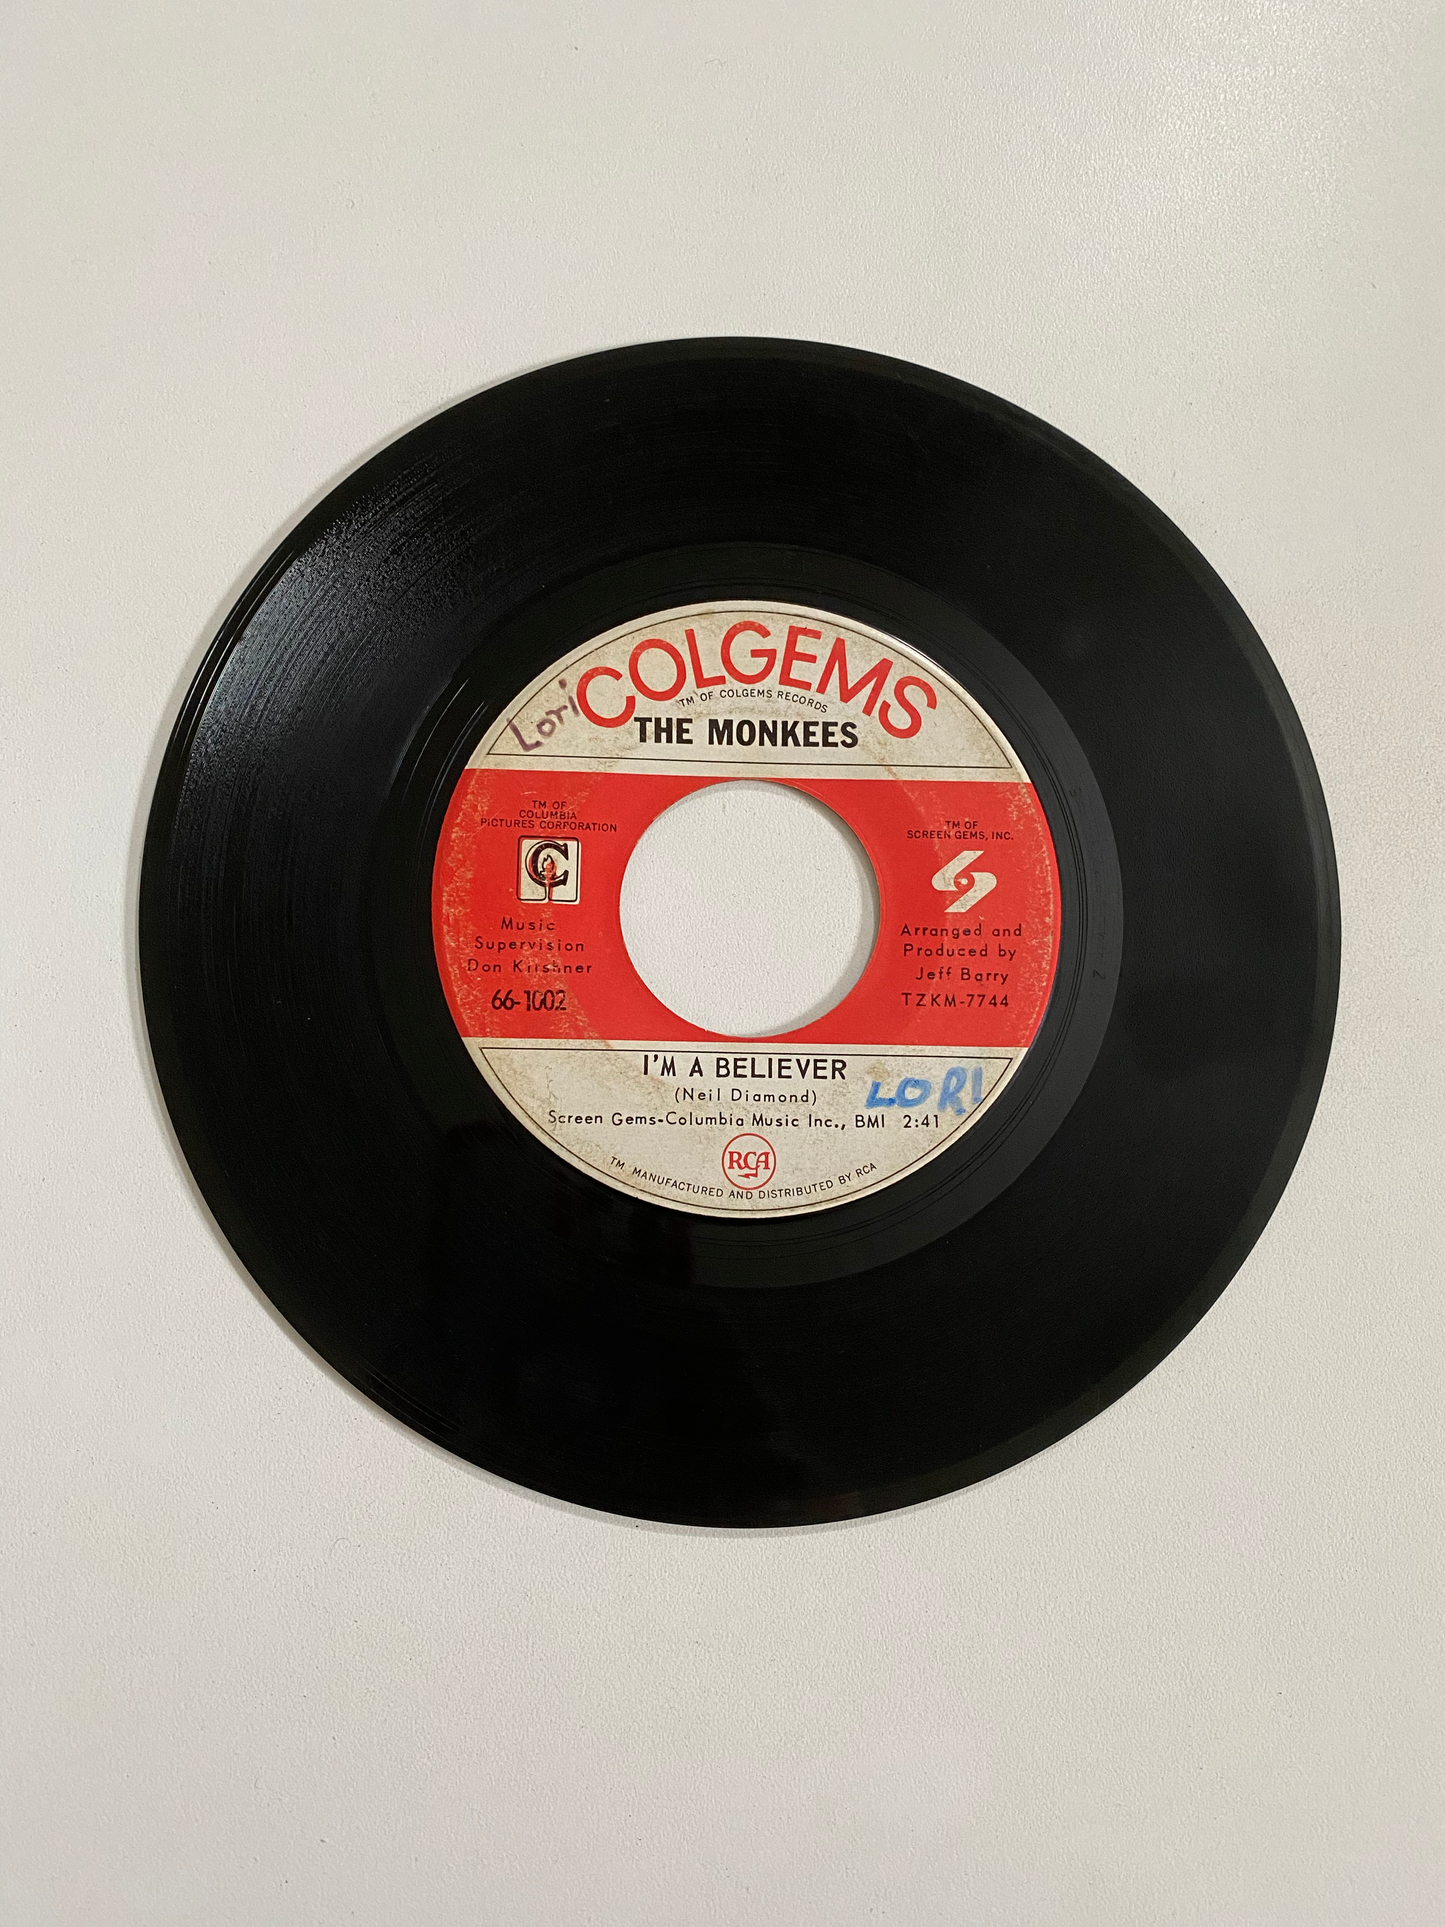 COLGEMS
TM OF COLGEMS RECORDS
Lori
THE MONKEES
TM OF
COLUMBIA
PICTURES CORPORATION
C
Music
Supervision
Don Kirshner
66-1002
TM OF
SCREEN GEMS, INC.
Arranged and
Produced by
Jeff Barry
TZKM-7744
I'M A BELIEVER
(Neil Diamond)
LORI
Screen Gems-Columbia Music Inc., BMI 2:41
RCA
TM MANUFACTURED AND DISTRIBUTED BY RCA